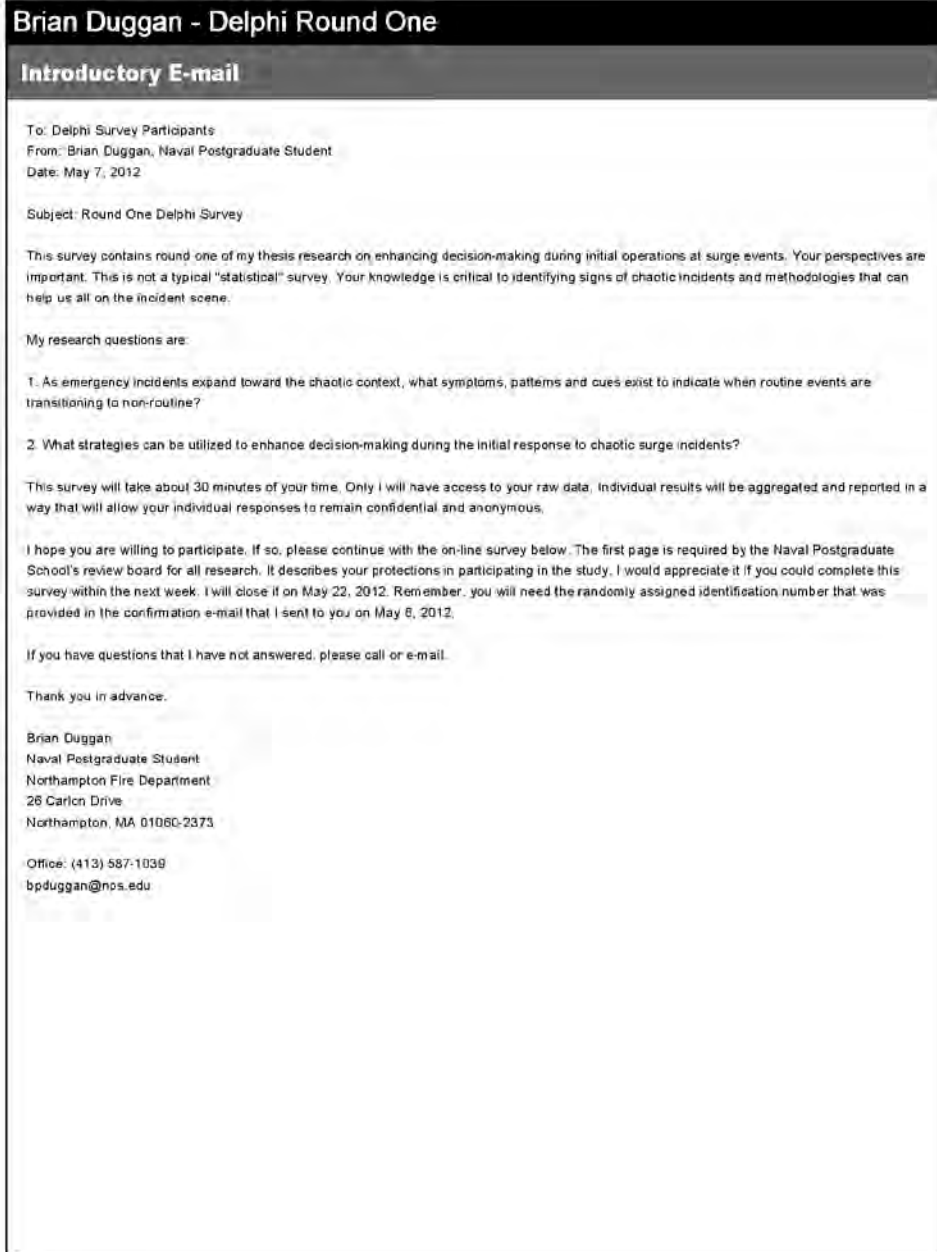 Brian Duggan - Delphi Round One
Introductory E-mail
To: Delphi Survey Participants
From: Brian Duggan, Naval Postgraduate Student
Date: May 7, 2012
Subject: Round One Delphi Survey
This survey contains round one of my thesis research on enhancing decision-making during initial operations at surge events. Your perspectives are
important. This is not a typical "statistical" survey. Your knowledge is critical to identifying signs of chaotic incidents and methodologies that can
help us all on the incident scene.
My research questions are:
1. As emergency incidents expand toward the chaotic context, what symptoms, patterns and cues exist to indicate when routine events are
transitioning to non-routine?
2. What strategies can be utilized to enhance decision-making during the initial response to chaotic surge incidents?
This survey will take about 30 minutes of your time. Only I will have access to your raw data. Individual results will be aggregated and reported in a
way that will allow your individual responses to remain confidential and anonymous.
I hope you are willing to participate. If so, please continue with the on-line survey below. The first page is required by the Naval Postgraduate
School's review board for all research. It describes your protections in participating in the study. I would appreciate it if you could complete this
survey within the next week. I will close it on May 22, 2012. Remember, you will need the randomly assigned identification number that was
provided in the confirmation e-mail that I sent to you on May 6, 2012.
If you have questions that I have not answered, please call or e-mail.
Thank you in advance.
Brian Duggan
Naval Postgraduate Student
Northampton Fire Department
26 Carlon Drive
Northampton, MA 01060-2373
Office: (413) 587-1039
bpduggan@nps.edu